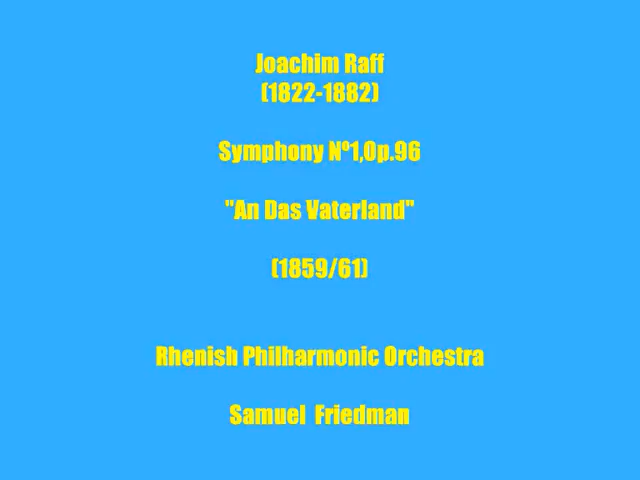 Joachim Raff
(1822-1882)
Symphony Nº1,Op.96
"An Das Vaterland"
(1859/61)
Rhenish Philharmonic Orchestra
Samuel  Friedman